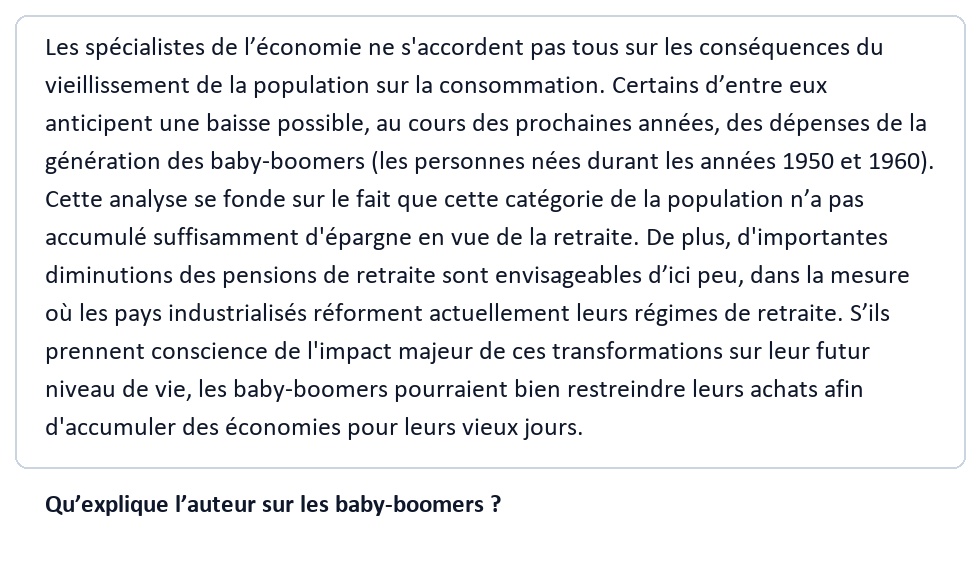 Les spécialistes de l’économie ne s'accordent pas tous sur les conséquences du
vieillissement de la population sur la consommation. Certains d’entre eux
anticipent une baisse possible, au cours des prochaines années, des dépenses de la
génération des baby-boomers (les personnes nées durant les années 1950 et 1960).
Cette analyse se fonde sur le fait que cette catégorie de la population n’a pas
accumulé suffisamment d'épargne en vue de la retraite. De plus, d'importantes
diminutions des pensions de retraite sont envisageables d’ici peu, dans la mesure
où les pays industrialisés réforment actuellement leurs régimes de retraite. S’ils
prennent conscience de l'impact majeur de ces transformations sur leur futur
niveau de vie, les baby-boomers pourraient bien restreindre leurs achats afin
d'accumuler des économies pour leurs vieux jours.
Qu’explique l’auteur sur les baby-boomers ?